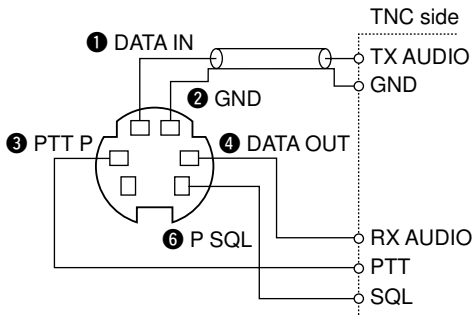 TNC side
❶ DATA IN
TX AUDIO
❷ GND
GND
❸ PTT P
❹ DATA OUT
❻ P SQL
RX AUDIO
PTT
SQL